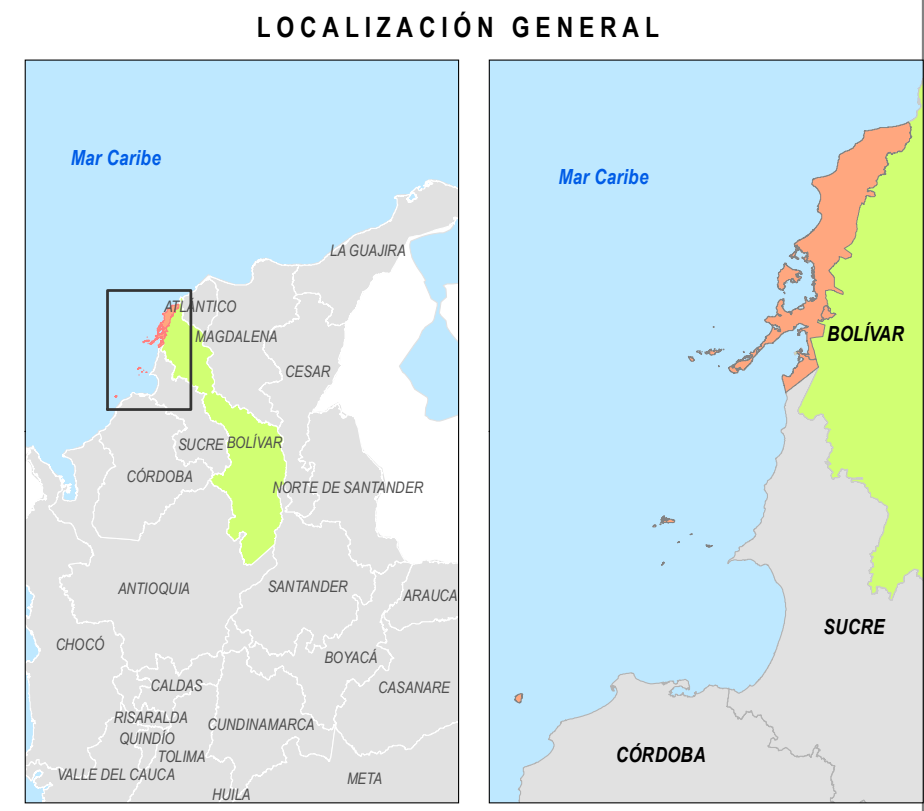 LOCALIZACIÓN GENERAL
Mar Caribe
LA GUAJIRA
ATLÁNTICO
MAGDALENA
CESAR
SUCRE
BOLÍVAR
CÓRDOBA
NORTE DE SANTANDER
ANTIOQUIA
SANTANDER
ARAUCA
CHOCÓ
BOYACÁ
CALDAS
CASANARE
RISARALDA
CUNDINAMARCA
QUINDÍO
TOLIMA
VALLE DEL CAUCA
META
HUILA
Mar Caribe
BOLÍVAR
SUCRE
CÓRDOBA